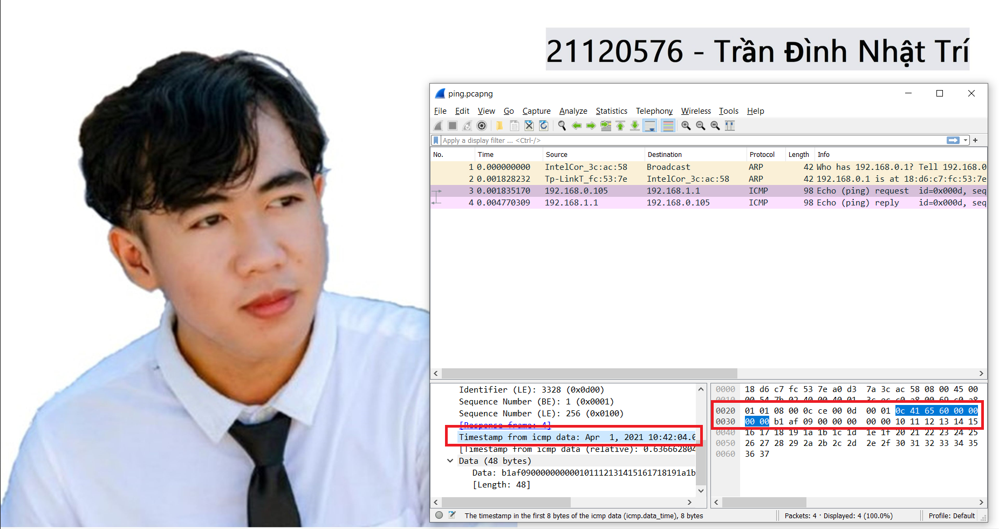 21120576 - Trần Đình Nhật Trí
ping.pcapng
File Edit View Go Capture Analyze Statistics Telephony Wireless Tools Help
Apply a display filter ... <Ctrl-/>
No. Time Source Destination Protocol Length Info
1 0.000000000 IntelCor_3c:ac:58 Broadcast ARP 42 Who has 192.168.0.1? Tell 192.168.0
2 0.001828232 Tp-LinkT_fc:53:7e IntelCor_3c:ac:58 ARP 42 192.168.0.1 is at 18:d6:c7:fc:53:7e
3 0.001835170 192.168.0.105 192.168.1.1 ICMP 98 Echo (ping) request id=0x000d, seq
4 0.004770309 192.168.1.1 192.168.0.105 ICMP 98 Echo (ping) reply id=0x000d, seq
Identifier (LE): 3328 (0x0d00)
Sequence Number (BE): 1 (0x0001)
Sequence Number (LE): 256 (0x0100)
[Response frame: 4]
Timestamp from icmp data: Apr 1, 2021 10:42:04.0
[Timestamp from icmp data (relative): 0.636662804
Data (48 bytes)
Data: b1af090000000000101112131415161718191a1b
[Length: 48]
0000 18 d6 c7 fc 53 7e a0 d3 7a 3c ac 58 08 00 45 00
0010 00 54 7b 02 40 00 40 01 3c ec c0 a8 00 69 c0 a8
0020 01 01 08 00 0c ce 00 0d 00 01 0c 41 65 60 00 00
0030 00 00 b1 af 09 00 00 00 00 00 10 11 12 13 14 15
0040 16 17 18 19 1a 1b 1c 1d 1e 1f 20 21 22 23 24 25
0050 26 27 28 29 2a 2b 2c 2d 2e 2f 30 31 32 33 34 35
0060 36 37
The timestamp in the first 8 bytes of the icmp data (icmp.data_time), 8 bytes
Packets: 4 · Displayed: 4 (100.0%)
Profile: Default